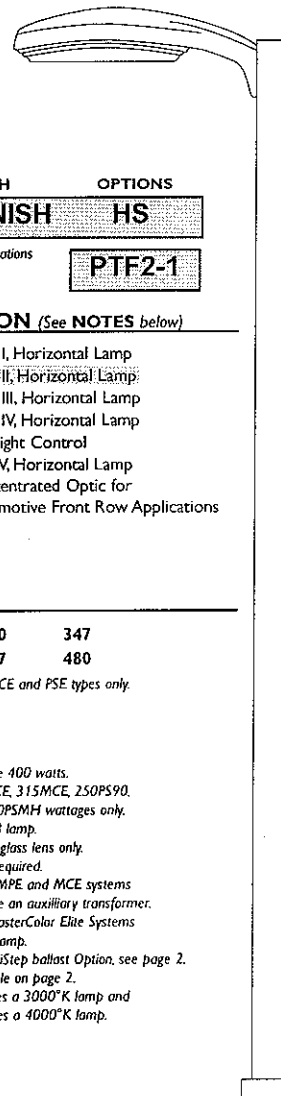 H OPTIONS
NISH HS
ations
PTF2-1
ON (See NOTES below)
I, Horizontal Lamp
II, Horizontal Lamp
III, Horizontal Lamp
IV, Horizontal Lamp
ight Control
V, Horizontal Lamp
entrated Optic for
motive Front Row Applications
0 347
7 480
CE and PSE types only.
e 400 watts.
CE, 315MCE, 250PS90,
0PSMH wattages only.
lamp.
glass lens only.
equired.
MPE and MCE systems
e an auxilliary transformer.
asterColor Elite Systems
amp.
iStep ballast Option, see page 2.
le on page 2.
es a 3000°K lamp and
es a 4000°K lamp.